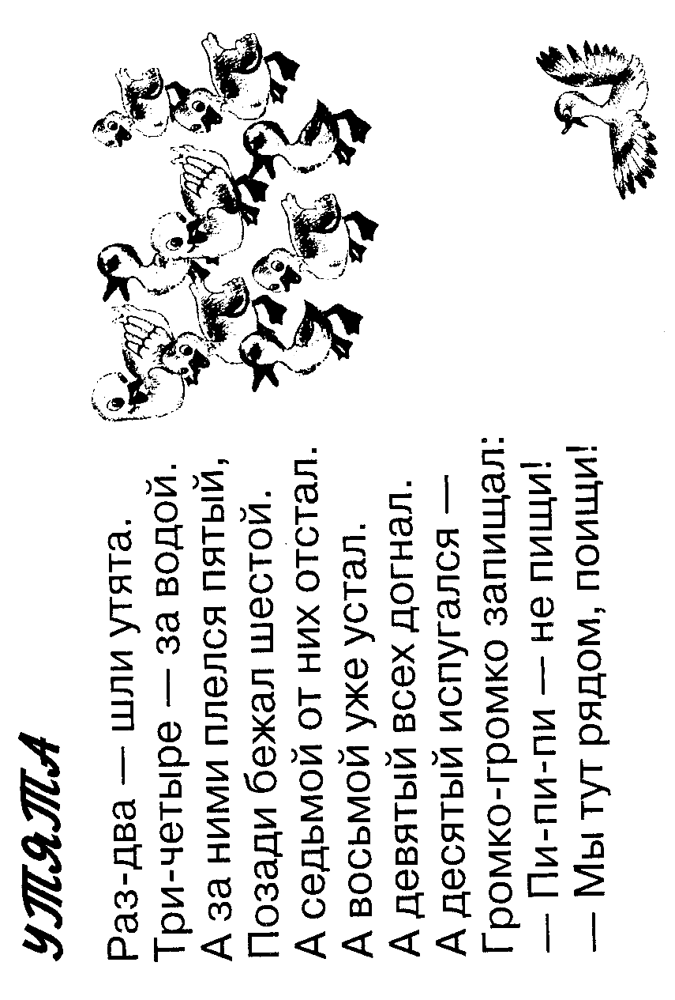 УТЯТА
Раз-два — шли утята.
Три-четыре — за водой.
А за ними плелся пятый,
Позади бежал шестой.
А седьмой от них отстал.
А восьмой уже устал.
А девятый всех догнал.
А десятый испугался —
Громко-громко запищал:
— Пи-пи-пи — не пищи!
— Мы тут рядом, поищи!